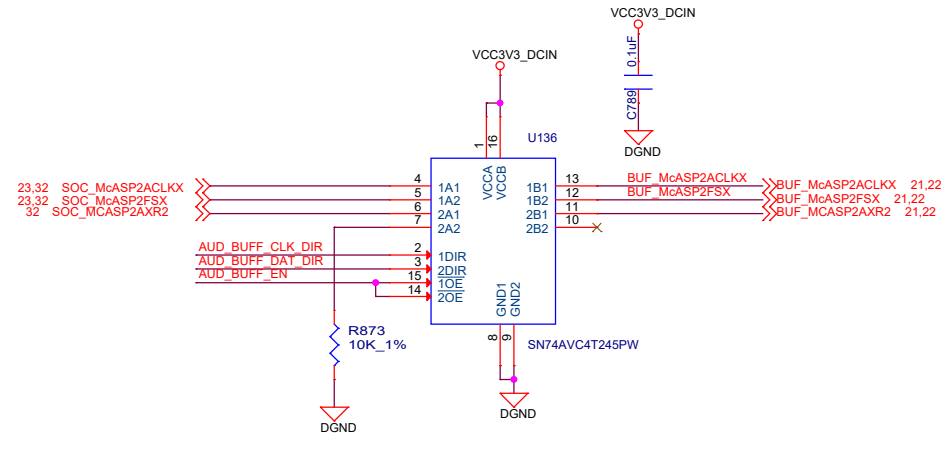 VCC3V3_DCIN
0.1uF
C789
DGND
VCC3V3_DCIN
U136
1
16
VCCA
VCCB
23,32 SOC_McASP2ACLKX
4
1A1
1B1
13
BUF_McASP2ACLKX
BUF_McASP2ACLKX 21,22
23,32 SOC_McASP2FSX
5
1A2
1B2
12
BUF_McASP2FSX
BUF_McASP2FSX 21,22
32 SOC_MCASP2AXR2
6
2A1
2B1
11
BUF_MCASP2AXR2 21,22
7
2A2
2B2
10
AUD_BUFF_CLK_DIR
2
1DIR
AUD_BUFF_DAT_DIR
3
2DIR
AUD_BUFF_EN
15
1OE
14
2OE
GND1
GND2
8
9
SN74AVC4T245PW
R873
10K_1%
DGND
DGND